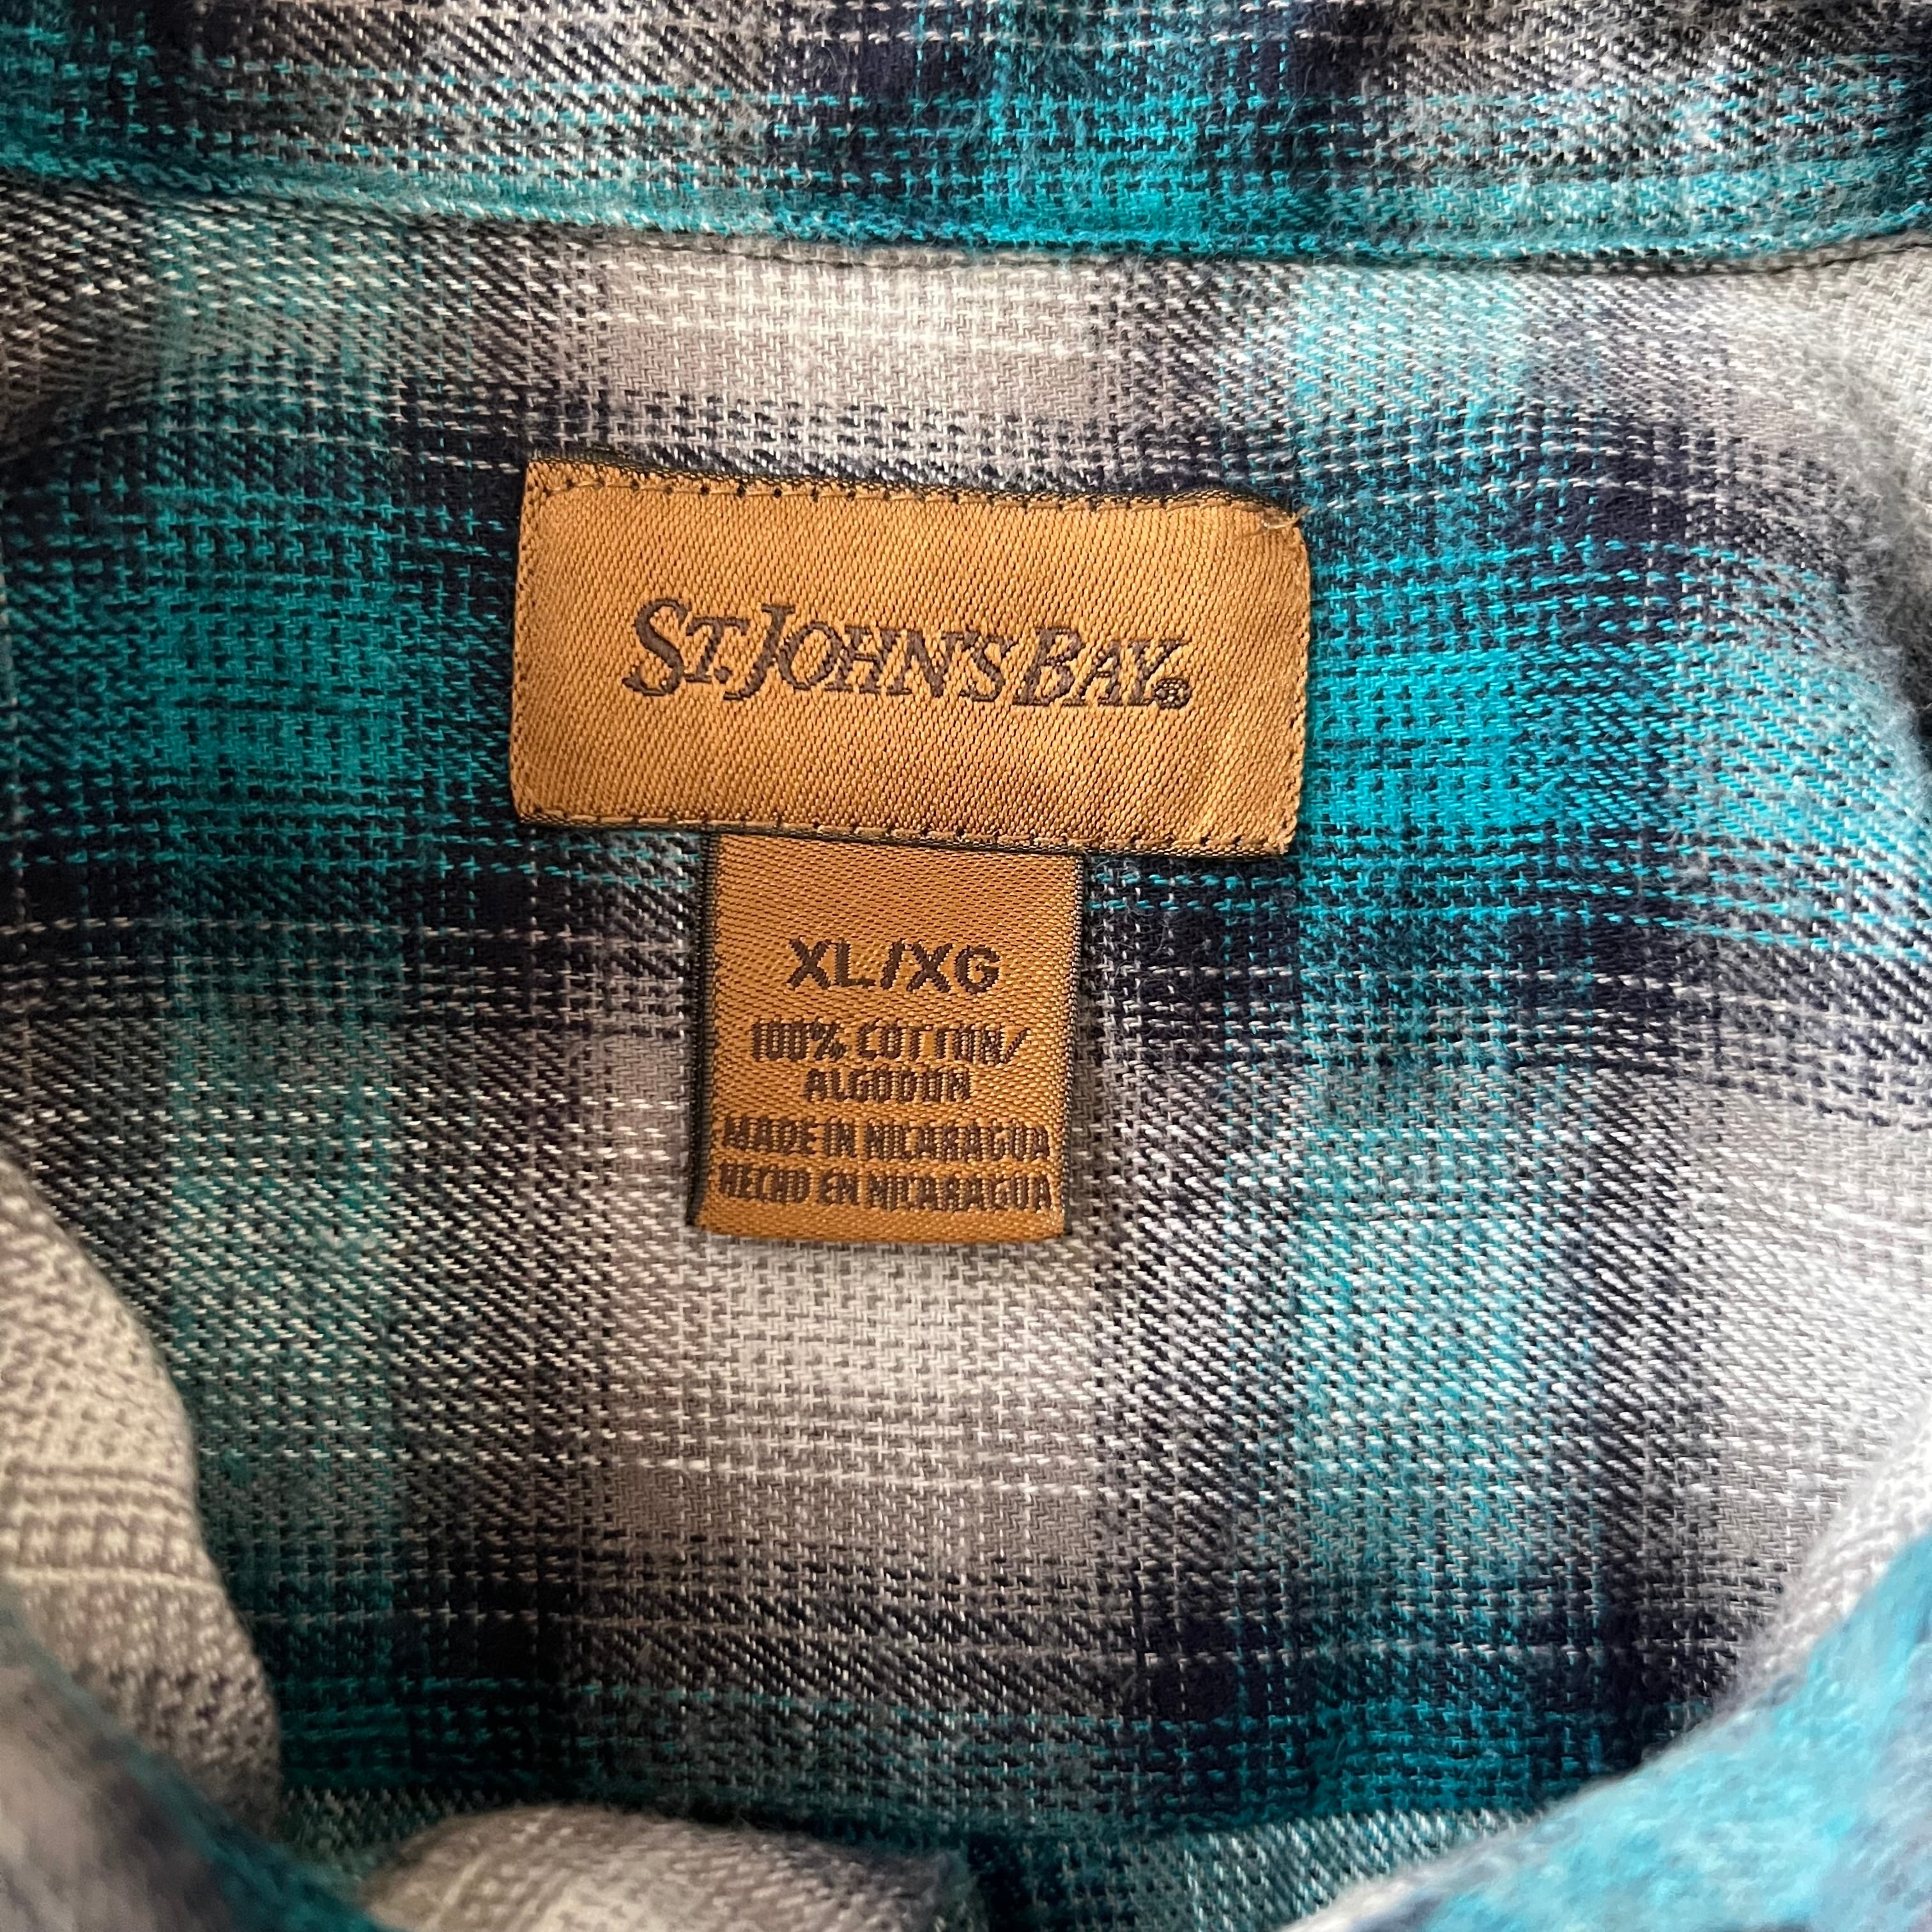 ST. JOHN'S BAY®
XL/XG
100% COTTON/
ALGODON
MADE IN NICARAGUA
HECHO EN NICARAGUA